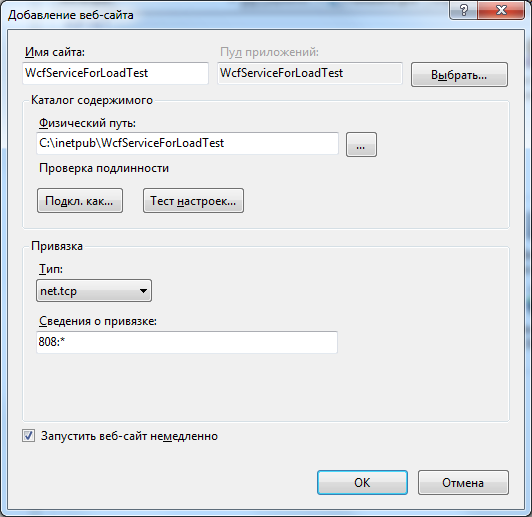 Добавление веб-сайта
Имя сайта: Пул приложений:
WcfServiceForLoadTest WcfServiceForLoadTest Выбрать...
Каталог содержимого
Физический путь:
C:\inetpub\WcfServiceForLoadTest ...
Проверка подлинности
Подкл. как... Тест настроек...
Привязка
Тип:
net.tcp
Сведения о привязке:
808:*
Запустить веб-сайт немедленно
OK Отмена